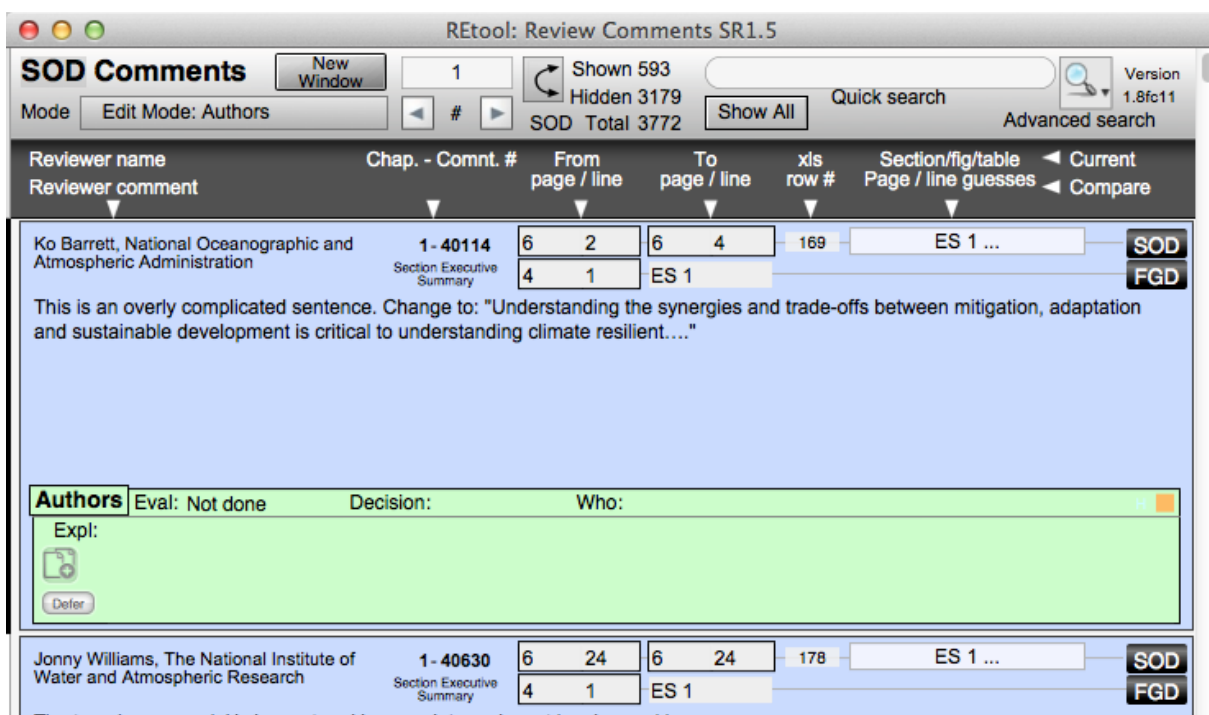 REtool: Review Comments SR1.5
SOD Comments
New Window
1
Shown 593
Hidden 3179
SOD Total 3772
Show All
Quick search
Advanced search
Version
1.8fc11
Mode Edit Mode: Authors
#
Reviewer name
Reviewer comment
Chap. - Comnt. #
From
page / line
To
page / line
xls
row #
Section/fig/table
Page / line guesses
Current
Compare
Ko Barrett, National Oceanographic and
Atmospheric Administration
1 - 40114
Section Executive
Summary
6 2 6 4 169 ES 1 ... SOD
4 1 ES 1 FGD
This is an overly complicated sentence. Change to: "Understanding the synergies and trade-offs between mitigation, adaptation
and sustainable development is critical to understanding climate resilient…."
Authors Eval: Not done Decision: Who:
Expl:
Defer
Jonny Williams, The National Institute of
Water and Atmospheric Research
1 - 40630
Section Executive
Summary
6 24 6 24 178 ES 1 ... SOD
4 1 ES 1 FGD